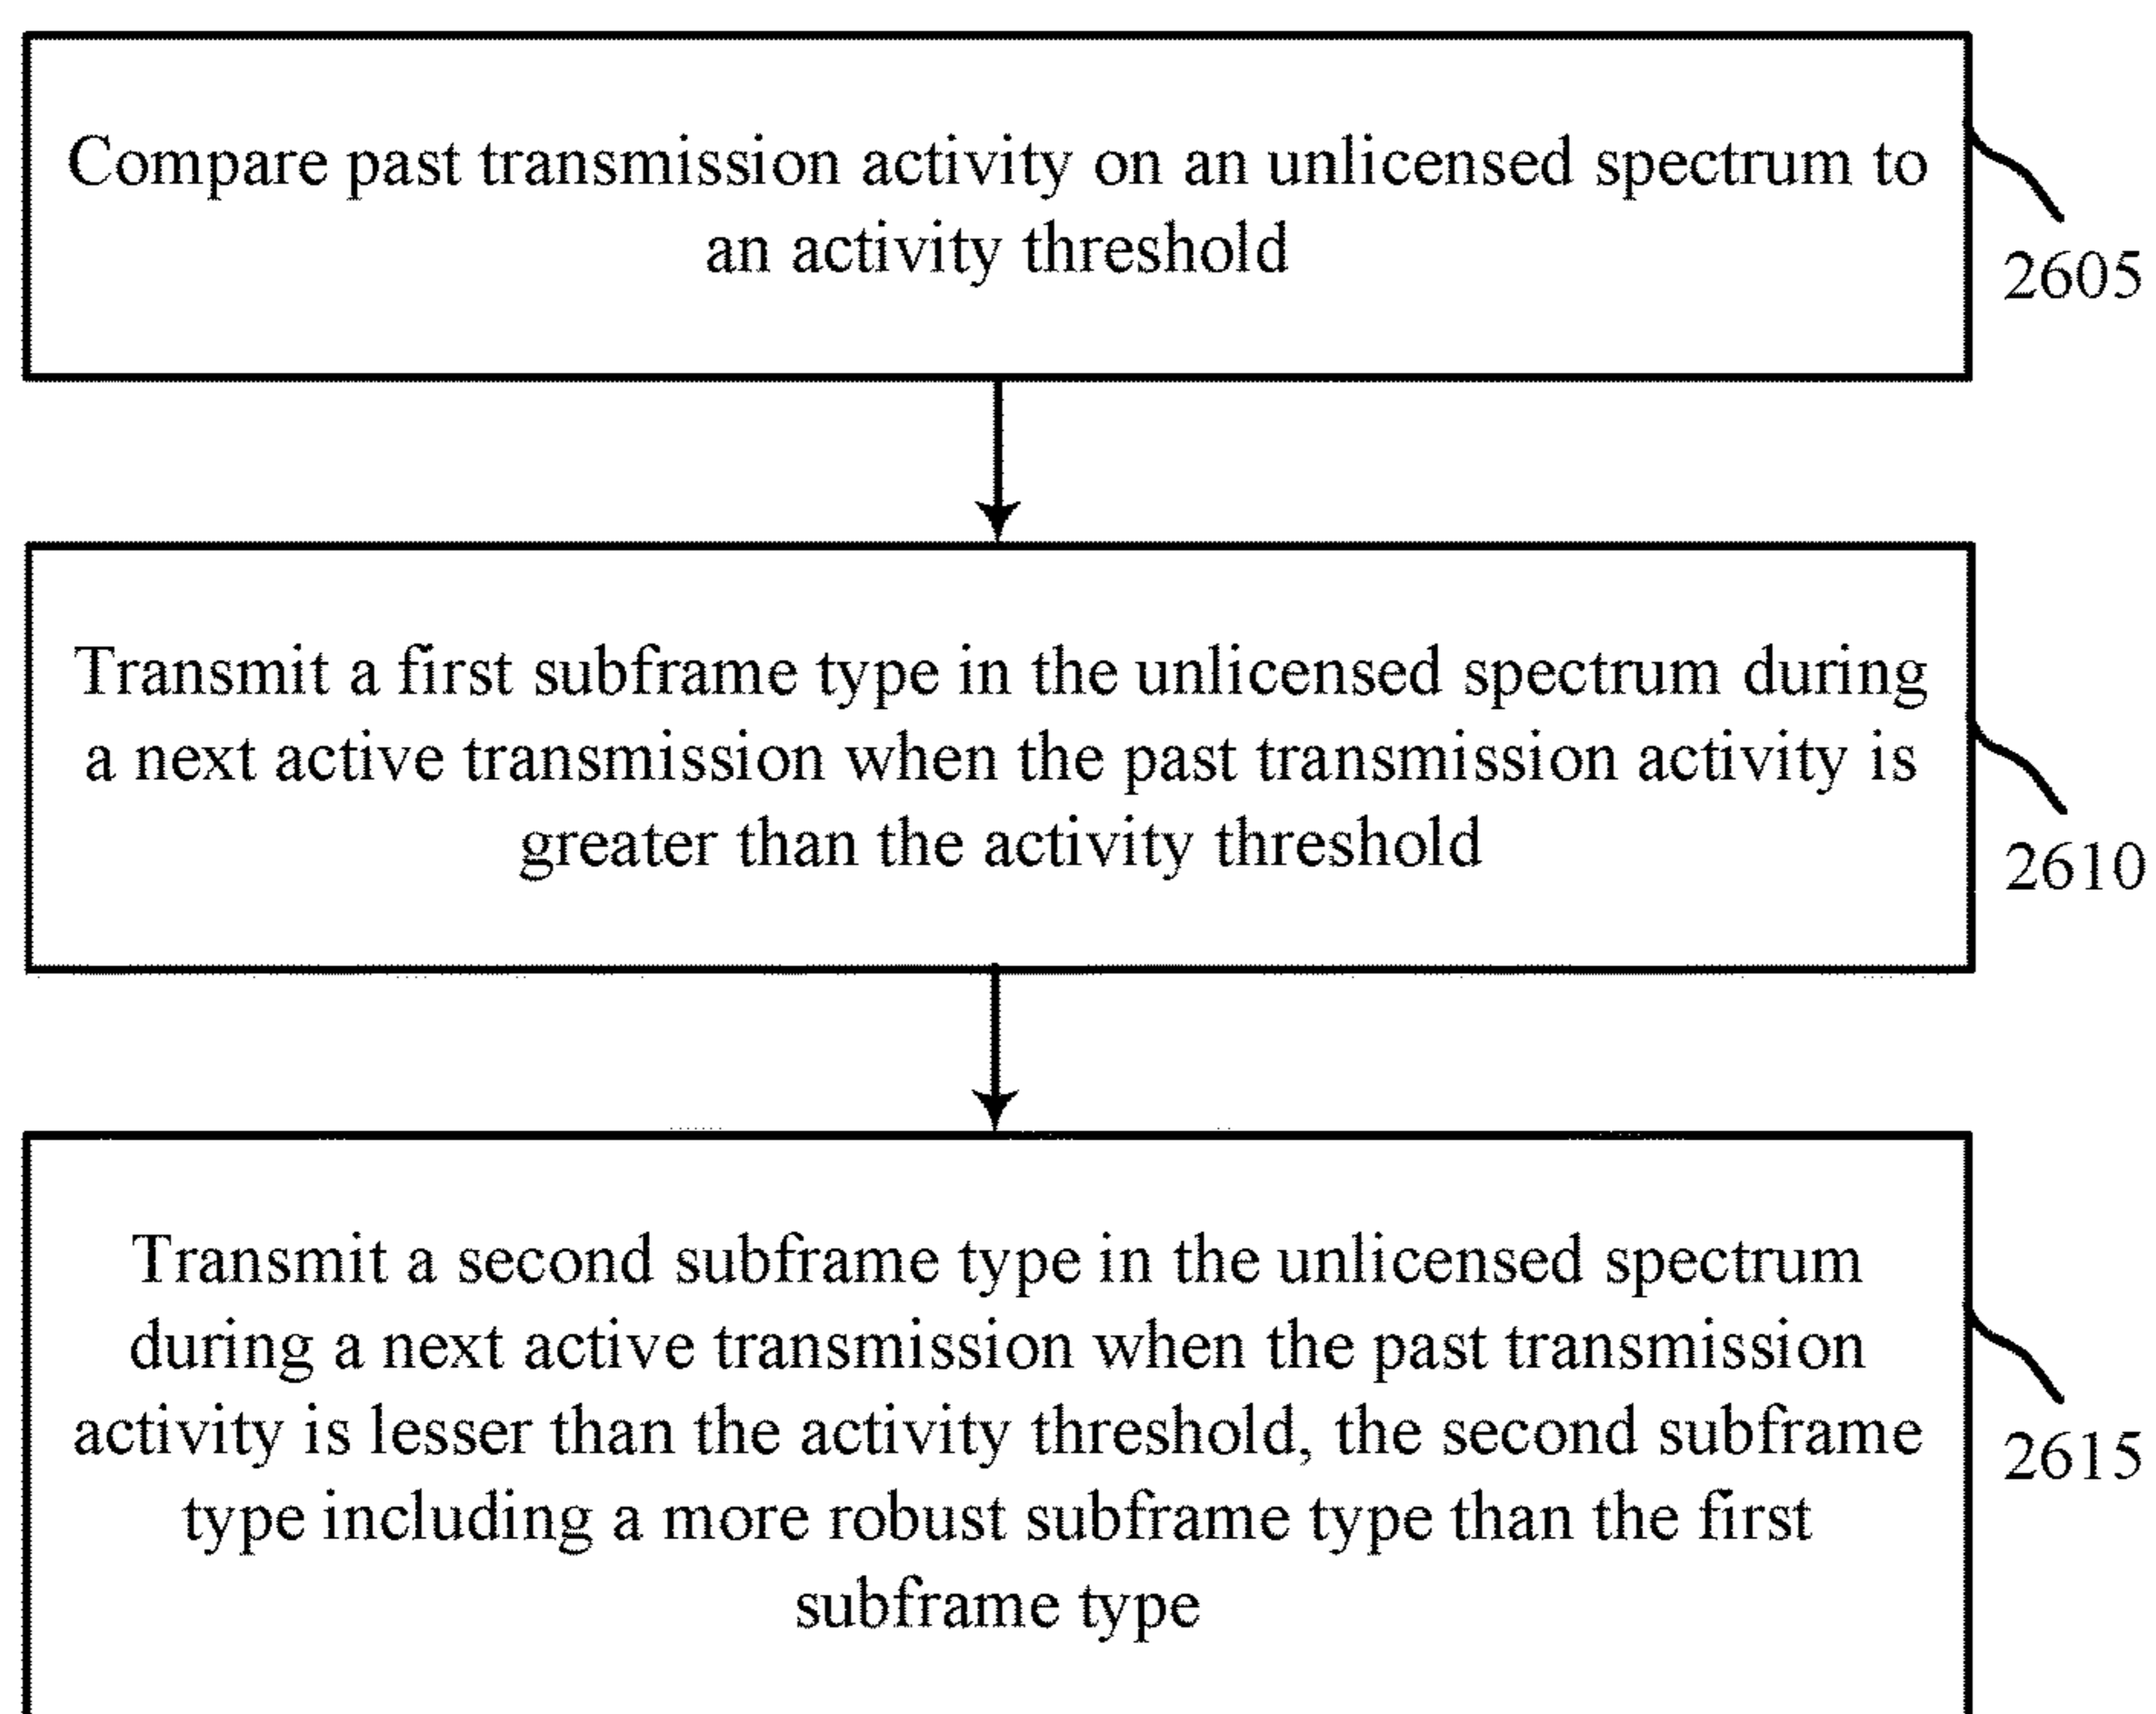 Compare past transmission activity on an unlicensed spectrum to
an activity threshold
2605
Transmit a first subframe type in the unlicensed spectrum during
a next active transmission when the past transmission activity is
greater than the activity threshold
2610
Transmit a second subframe type in the unlicensed spectrum
during a next active transmission when the past transmission
activity is lesser than the activity threshold, the second subframe
type including a more robust subframe type than the first
subframe type
2615